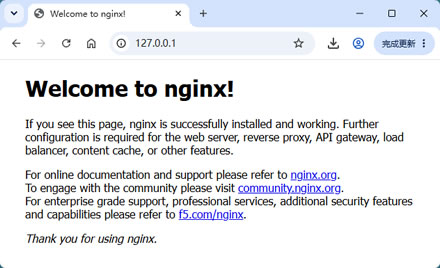 Welcome to nginx!
127.0.0.1
完成更新
Welcome to nginx!
If you see this page, nginx is successfully installed and working. Further
configuration is required for the web server, reverse proxy, API gateway, load
balancer, content cache, or other features.
For online documentation and support please refer to nginx.org.
To engage with the community please visit community.nginx.org.
For enterprise grade support, professional services, additional security features
and capabilities please refer to f5.com/nginx.
Thank you for using nginx.